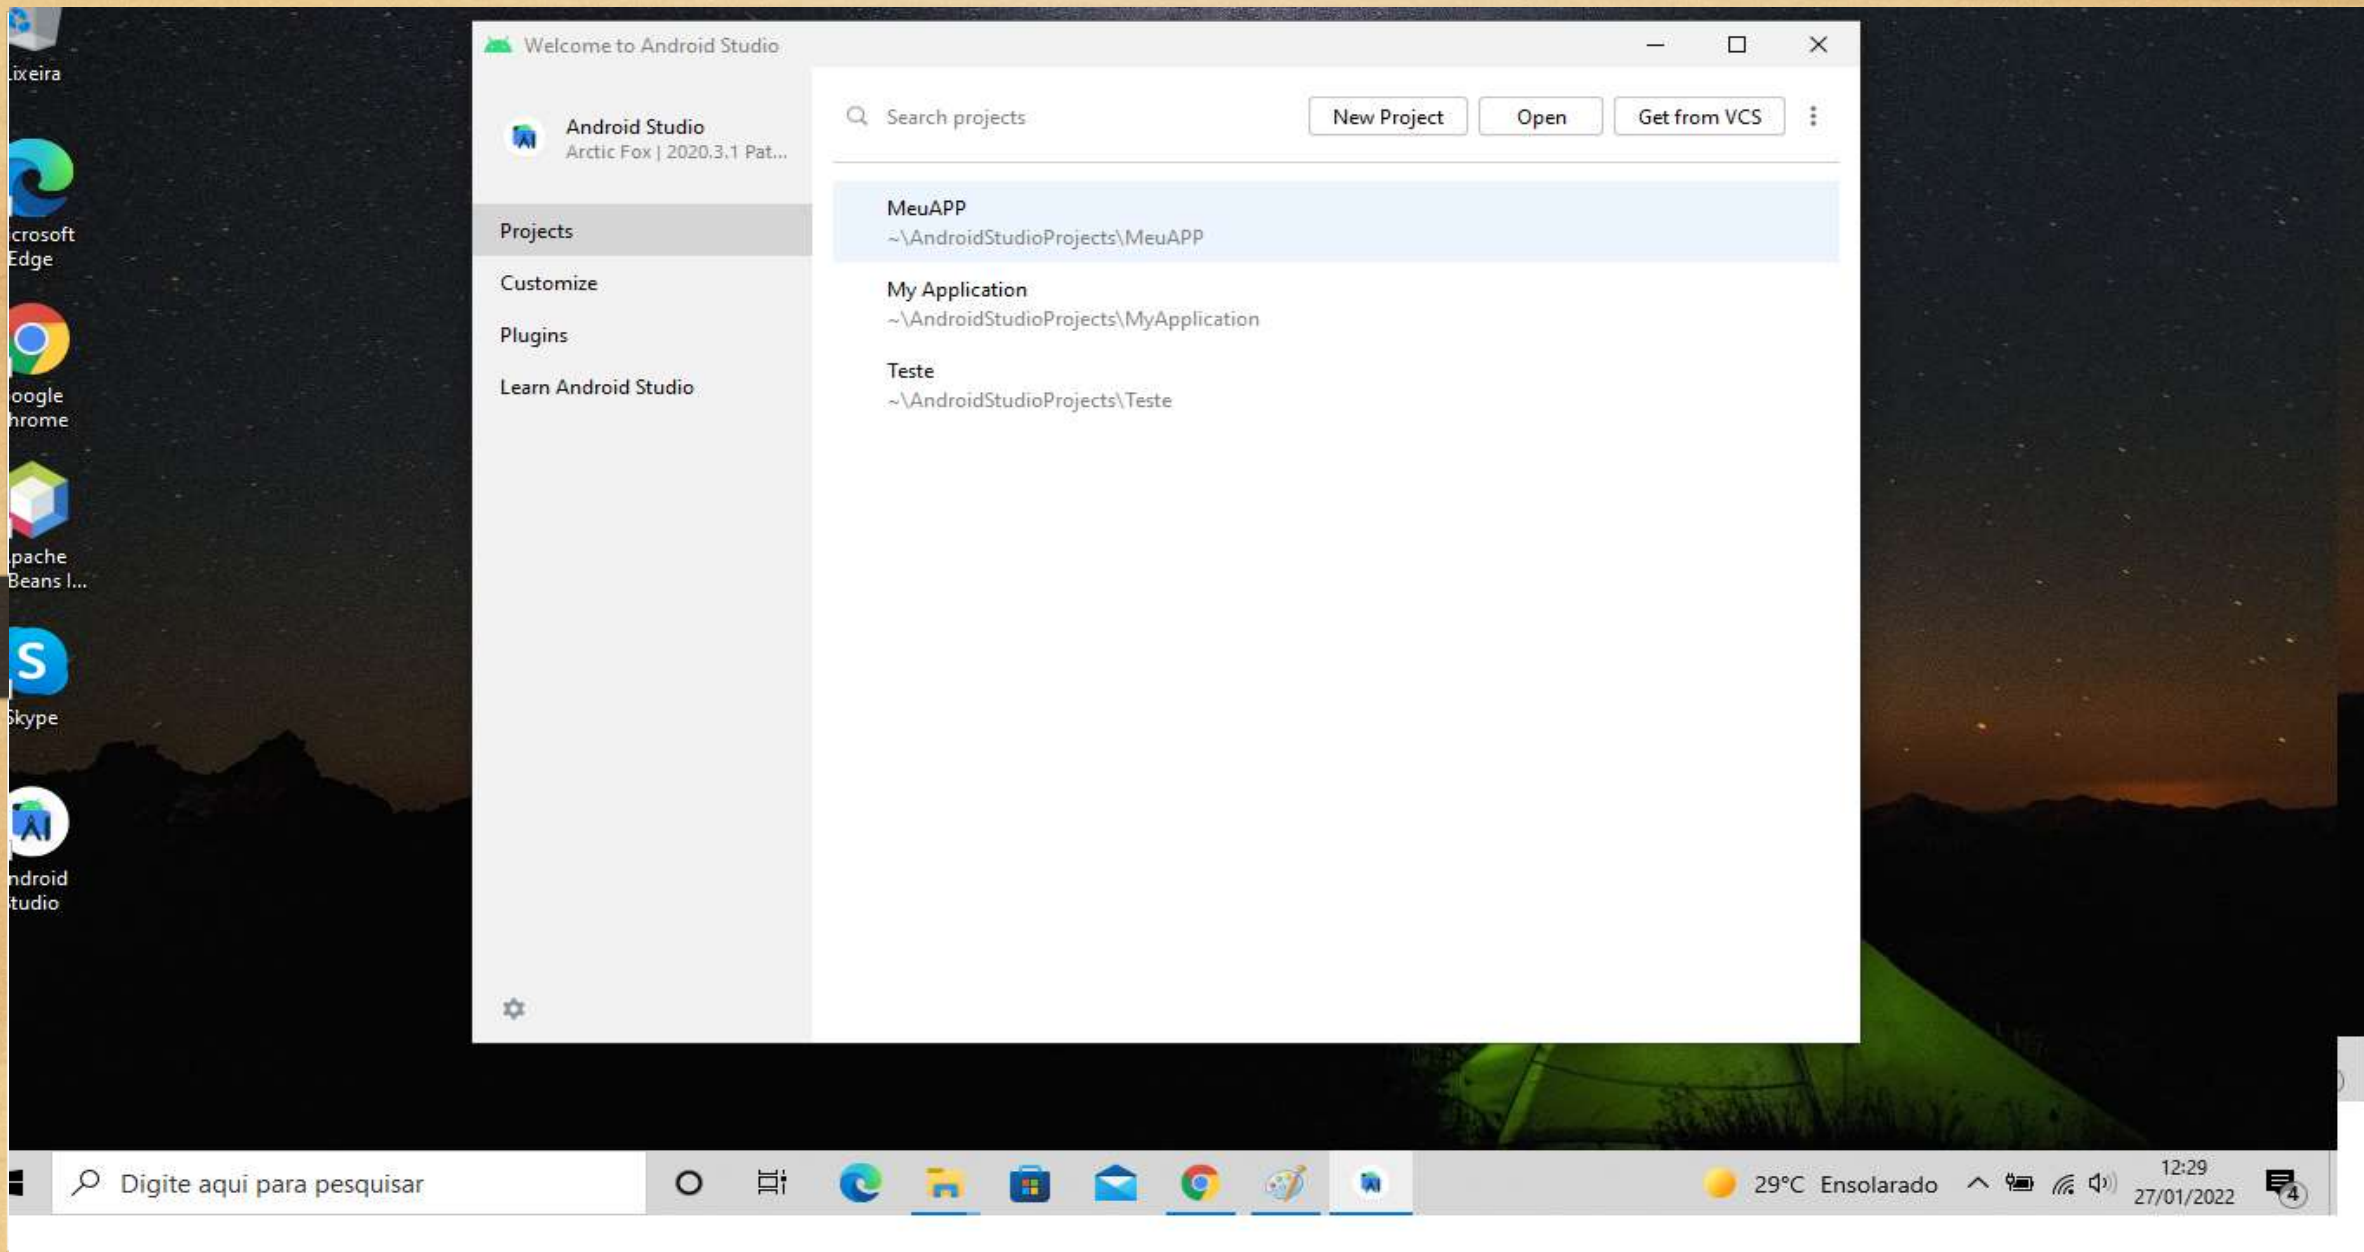 ixeira
crosoft
Edge
oogle
hrome
pache
Beans I...
Skype
ndroid
tudio
Welcome to Android Studio
Android Studio
Arctic Fox | 2020.3.1 Pat...
Projects
Customize
Plugins
Learn Android Studio
Search projects
New Project
Open
Get from VCS
MeuAPP
~\AndroidStudioProjects\MeuAPP
My Application
~\AndroidStudioProjects\MyApplication
Teste
~\AndroidStudioProjects\Teste
Digite aqui para pesquisar
29°C Ensolarado
12:29
27/01/2022
4